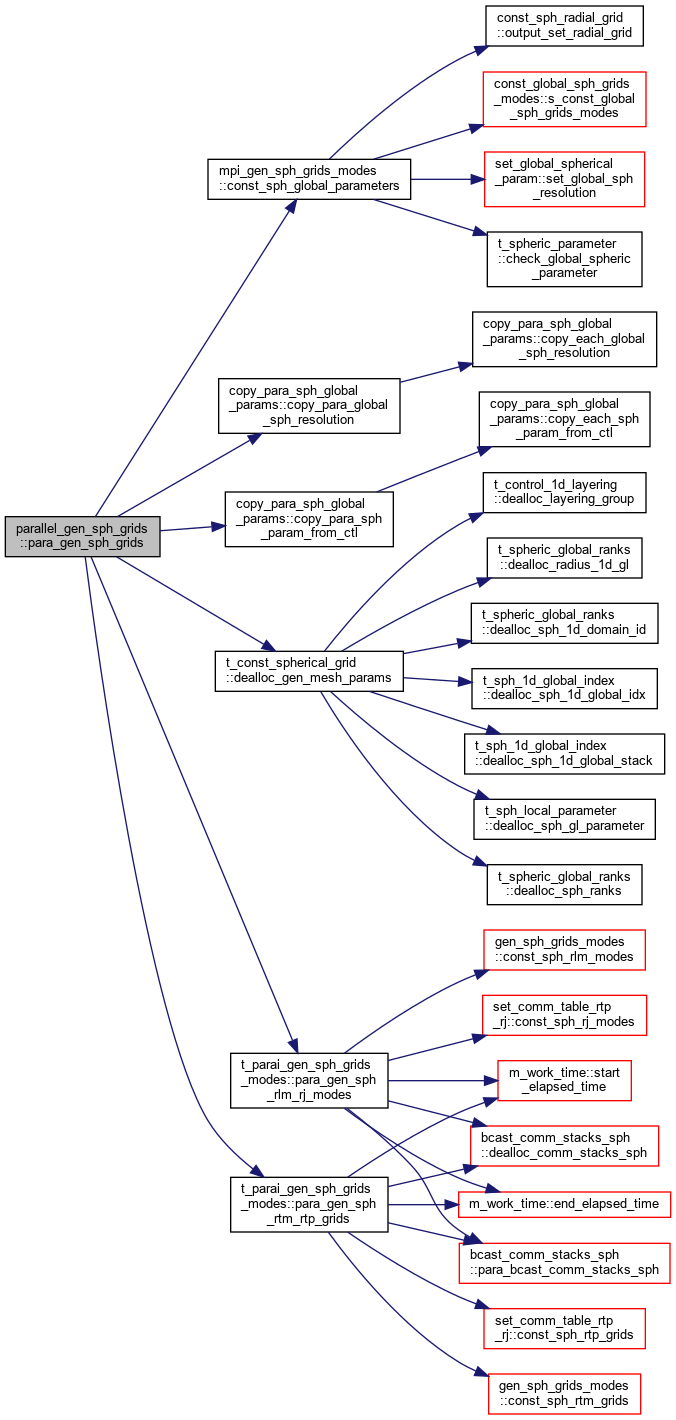 const_sph_radial_grid
::output_set_radial_grid
const_global_sph_grids
_modes::s_const_global
_sph_grids_modes
mpi_gen_sph_grids_modes
::const_sph_global_parameters
set_global_spherical
_param::set_global_sph
_resolution
t_spheric_parameter
::check_global_spheric
_parameter
copy_para_sph_global
_params::copy_each_global
_sph_resolution
copy_para_sph_global
_params::copy_para_global
_sph_resolution
copy_para_sph_global
_params::copy_each_sph
_param_from_ctl
copy_para_sph_global
_params::copy_para_sph
_param_from_ctl
t_control_1d_layering
::dealloc_layering_group
parallel_gen_sph_grids
::para_gen_sph_grids
t_spheric_global_ranks
::dealloc_radius_1d_gl
t_spheric_global_ranks
::dealloc_sph_1d_domain_id
t_const_spherical_grid
::dealloc_gen_mesh_params
t_sph_1d_global_index
::dealloc_sph_1d_global_idx
t_sph_1d_global_index
::dealloc_sph_1d_global_stack
t_sph_local_parameter
::dealloc_sph_gl_parameter
t_spheric_global_ranks
::dealloc_sph_ranks
gen_sph_grids_modes
::const_sph_rlm_modes
set_comm_table_rtp
_rj::const_sph_rj_modes
t_parai_gen_sph_grids
_modes::para_gen_sph
_rlm_rj_modes
m_work_time::start
_elapsed_time
bcast_comm_stacks_sph
::dealloc_comm_stacks_sph
t_parai_gen_sph_grids
_modes::para_gen_sph
_rtm_rtp_grids
m_work_time::end_elapsed_time
bcast_comm_stacks_sph
::para_bcast_comm_stacks_sph
set_comm_table_rtp
_rj::const_sph_rtp_grids
gen_sph_grids_modes
::const_sph_rtm_grids